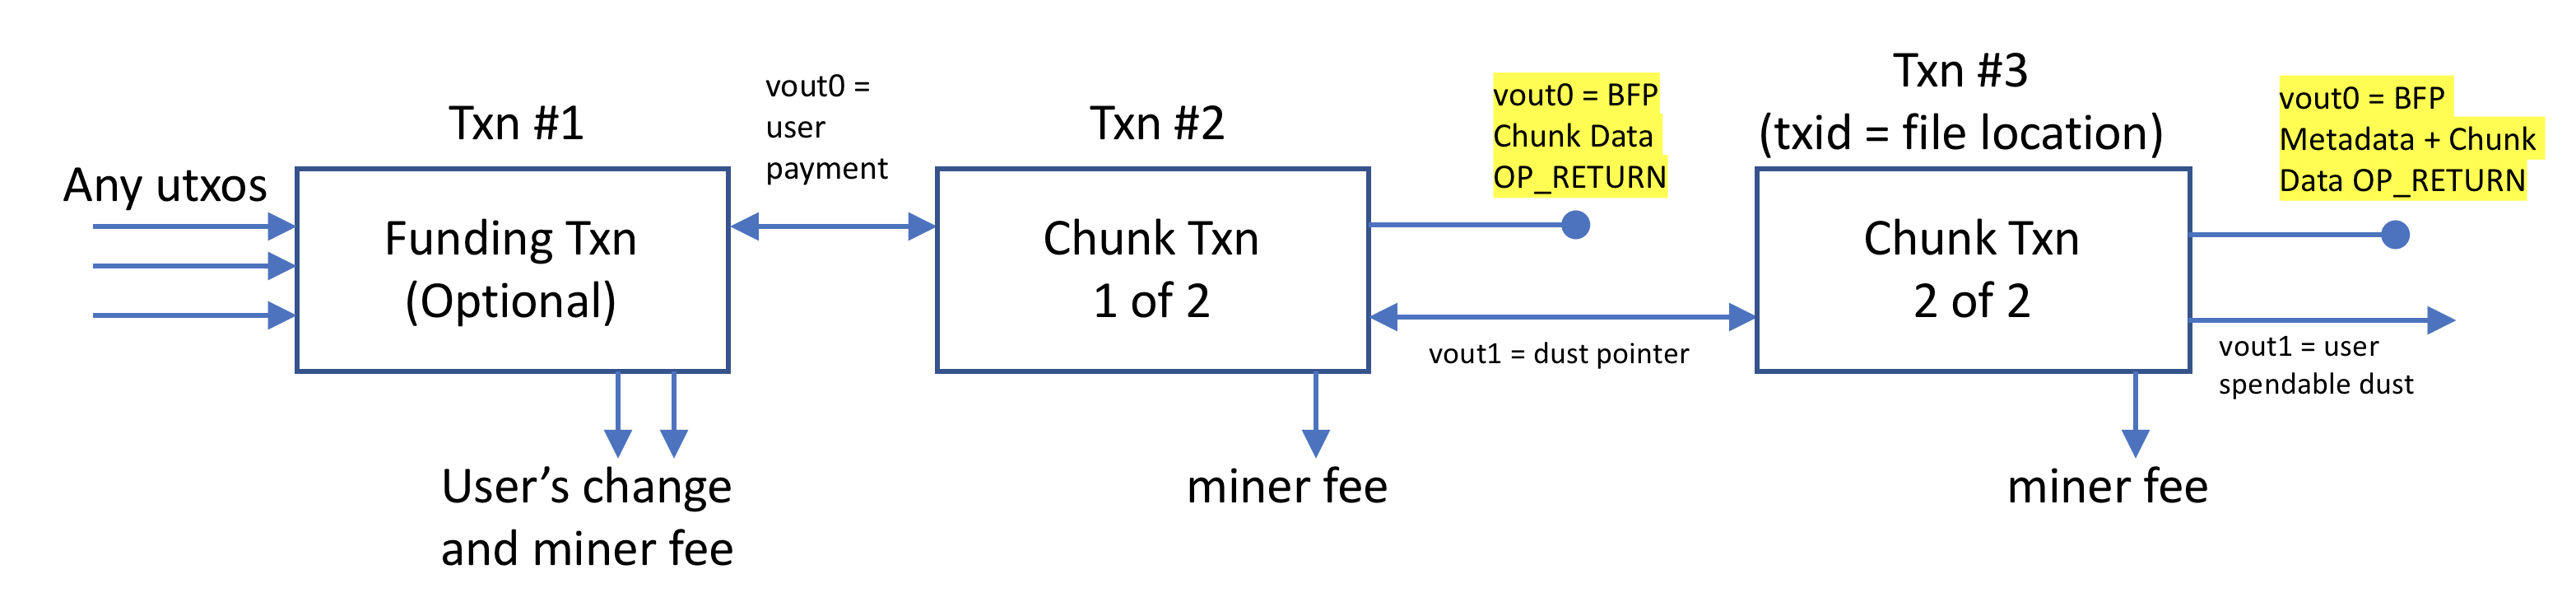 Any utxos
Txn #1
Funding Txn
(Optional)
User's change
and miner fee
vout0 =
user
payment
Txn #2
Chunk Txn
1 of 2
miner fee
vout0 = BFP
Chunk Data
OP_RETURN
vout1 = dust pointer
Txn #3
(txid = file location)
Chunk Txn
2 of 2
miner fee
vout0 = BFP
Metadata + Chunk
Data OP_RETURN
vout1 = user
spendable dust